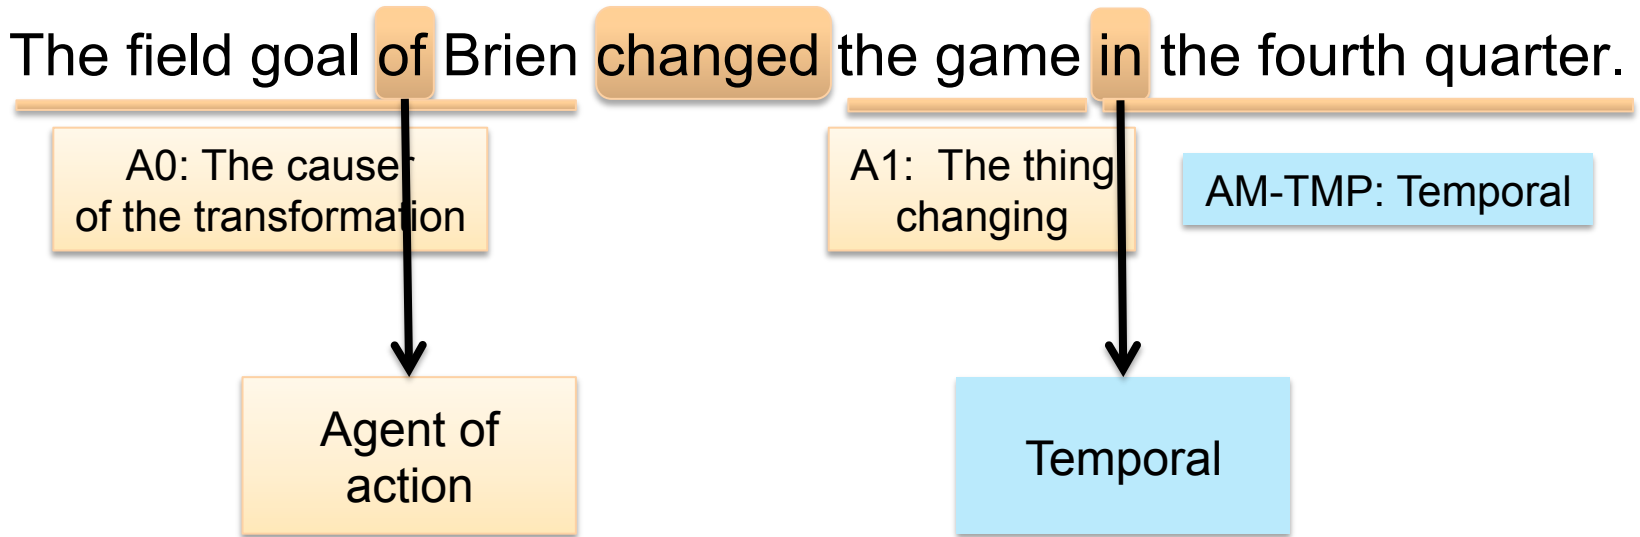 The field goal of Brien changed the game in the fourth quarter.
A0: The causer
of the transformation
A1: The thing
changing
AM-TMP: Temporal
Agent of
action
Temporal